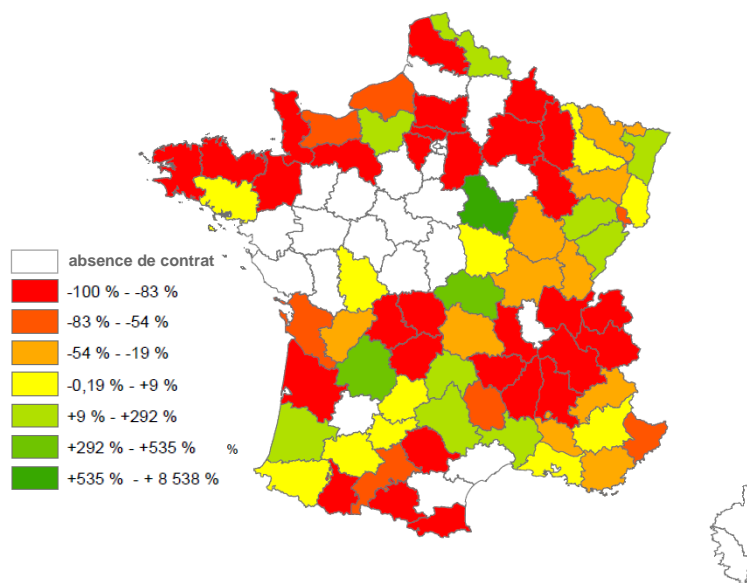 absence de contrat
-100 % - -83 %
-83 % - -54 %
-54 % - -19 %
-0,19 % - +9 %
+9 % - +292 %
+292 % - +535 % %
+535 % - + 8 538 %